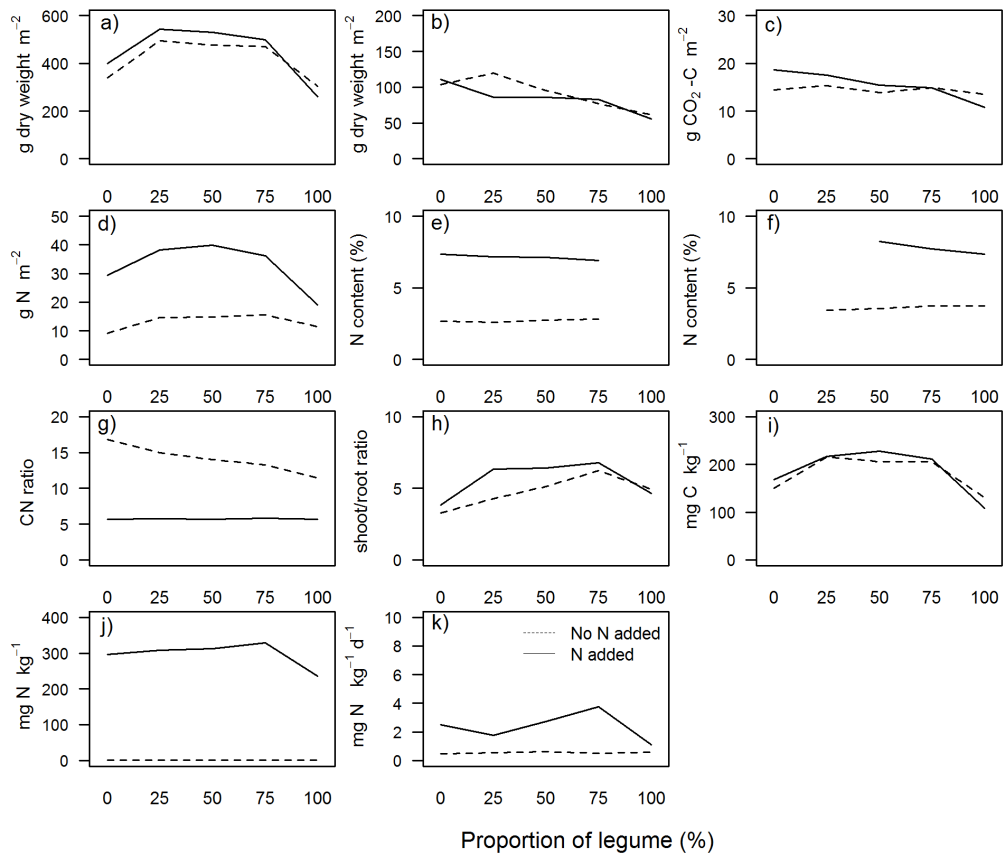 a)
g dry weight m⁻²
600
400
200
0
0 25 50 75 100
b)
g dry weight m⁻²
200
150
100
50
0
0 25 50 75 100
c)
g CO₂ -C m⁻²
30
20
10
0
0 25 50 75 100
d)
g N m⁻²
50
40
30
20
10
0
0 25 50 75 100
e)
N content (%)
10
5
0
0 25 50 75 100
f)
N content (%)
10
5
0
0 25 50 75 100
g)
CN ratio
20
15
10
5
0
0 25 50 75 100
h)
shoot/root ratio
10
5
0
0 25 50 75 100
i)
mg C kg⁻¹
300
200
100
0
0 25 50 75 100
j)
mg N kg⁻¹
400
300
200
100
0
0 25 50 75 100
k)
mg N kg⁻¹ d⁻¹
10
8
6
4
2
0
No N added
N added
0 25 50 75 100
Proportion of legume (%)